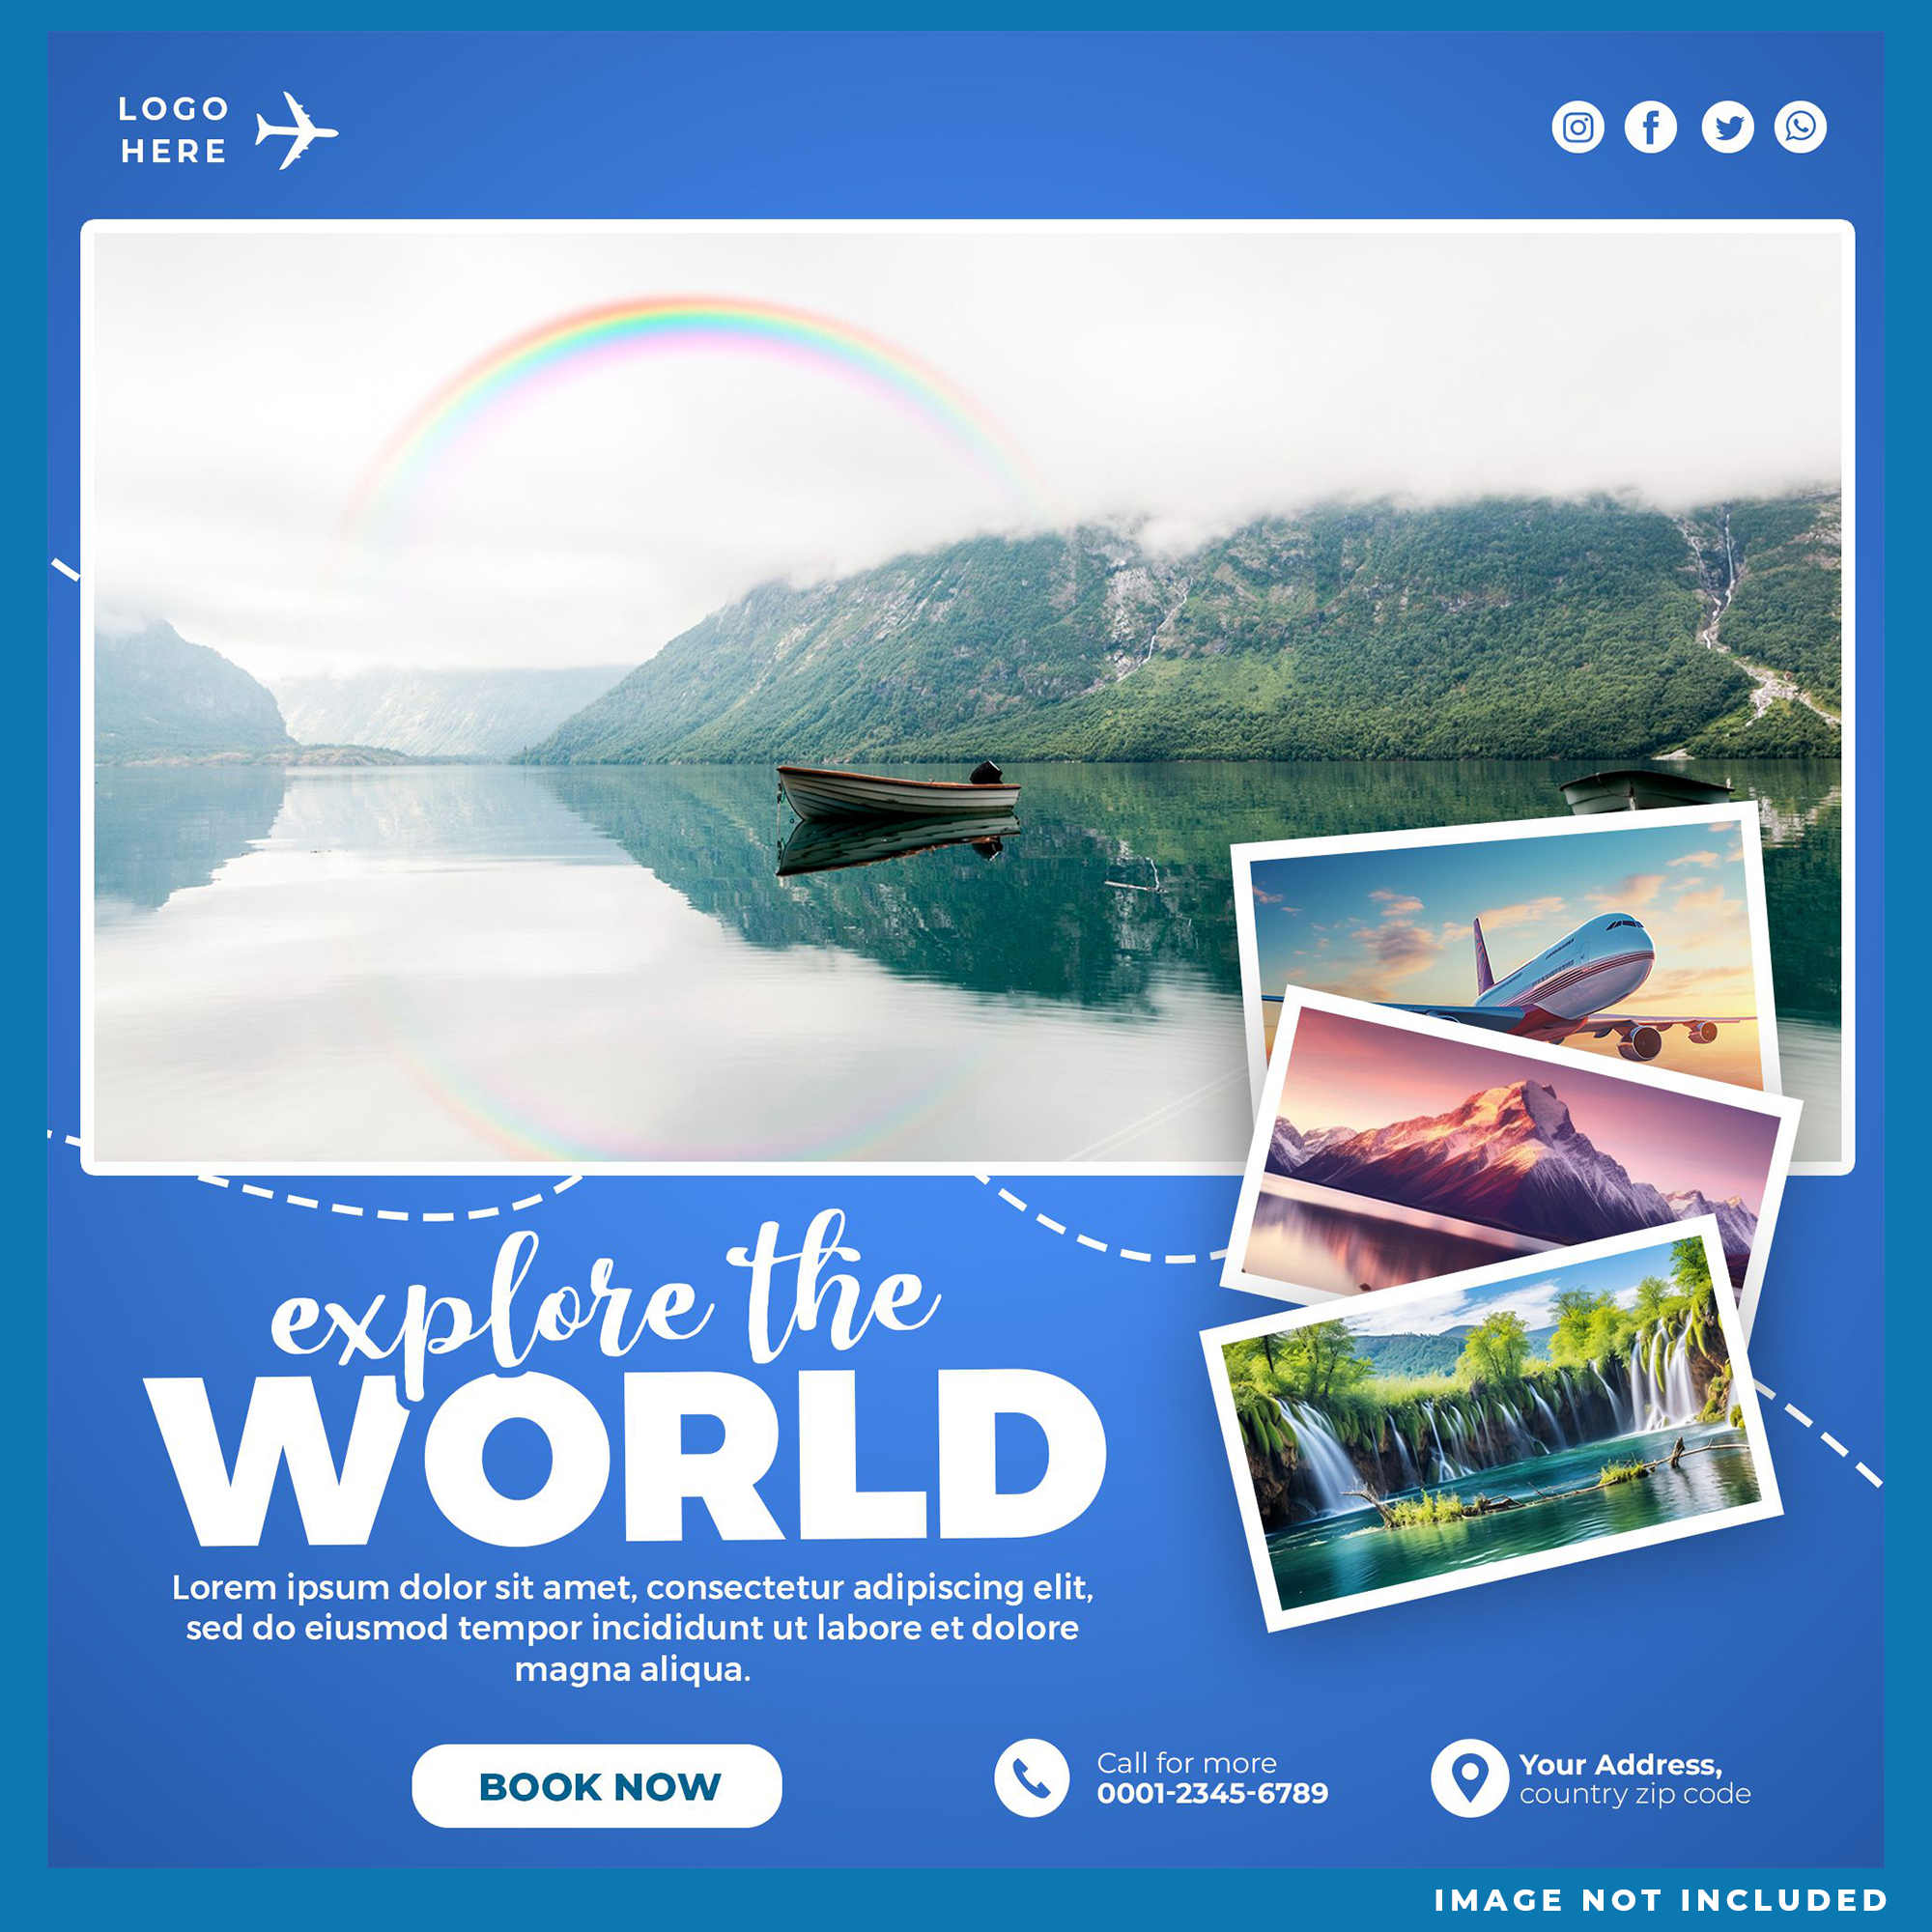 LOGO
HERE
explore the
WORLD
Lorem ipsum dolor sit amet, consectetur adipiscing elit,
sed do eiusmod tempor incididunt ut labore et dolore
magna aliqua.
BOOK NOW
Call for more
0001-2345-6789
Your Address,
country zip code
IMAGE NOT INCLUDED